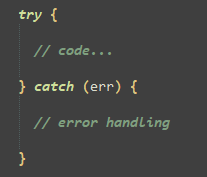 try {
// code...
} catch (err) {
// error handling
}